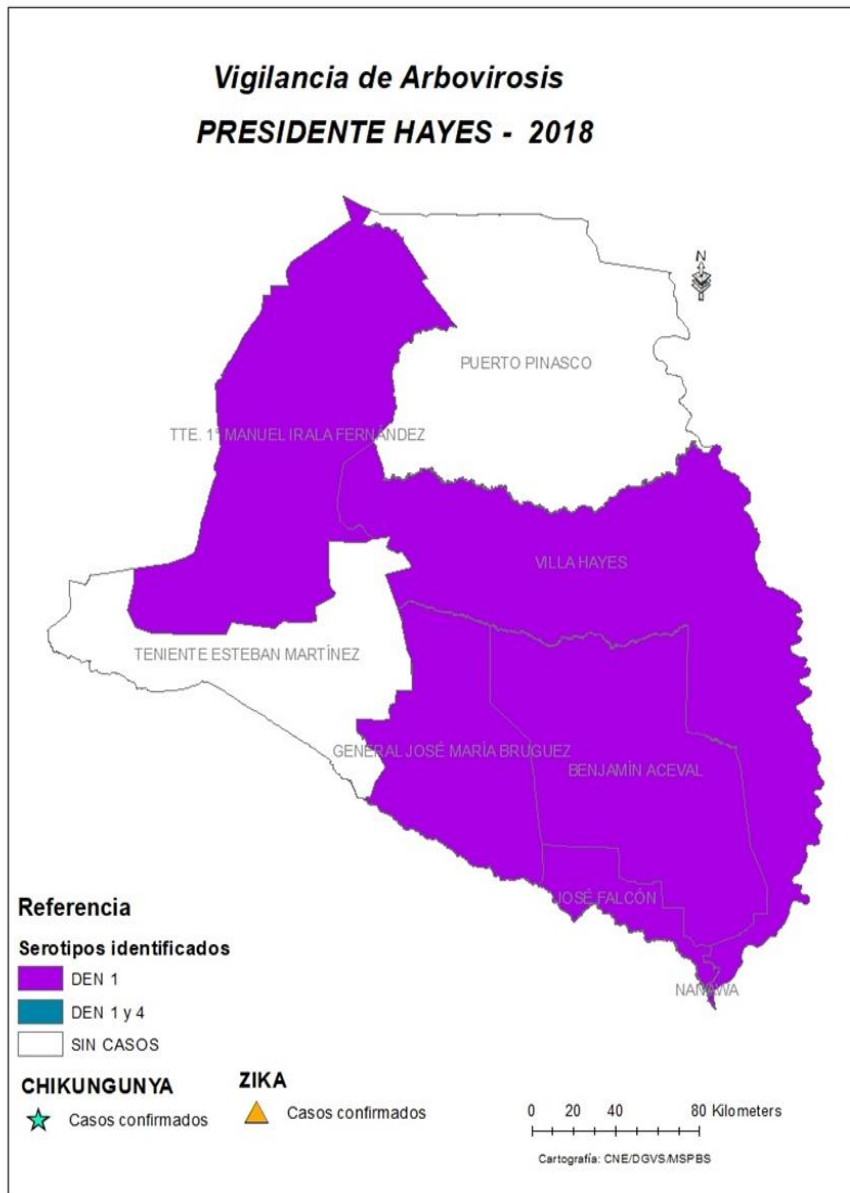 Vigilancia de Arbovirosis
PRESIDENTE HAYES - 2018
N
PUERTO PINASCO
TTE. 1° MANUEL IRALA FERNÁNDEZ
VILLA HAYES
TENIENTE ESTEBAN MARTÍNEZ
GENERAL JOSÉ MARÍA BRUGUEZ
BENJAMÍN ACEVAL
JOSÉ FALCÓN
NANAWA
Referencia
Serotipos identificados
DEN 1
DEN 1 y 4
SIN CASOS
CHIKUNGUNYA
Casos confirmados
ZIKA
Casos confirmados
0 20 40 80 Kilometers
Cartografía: CNE/DGVS/MSPBS